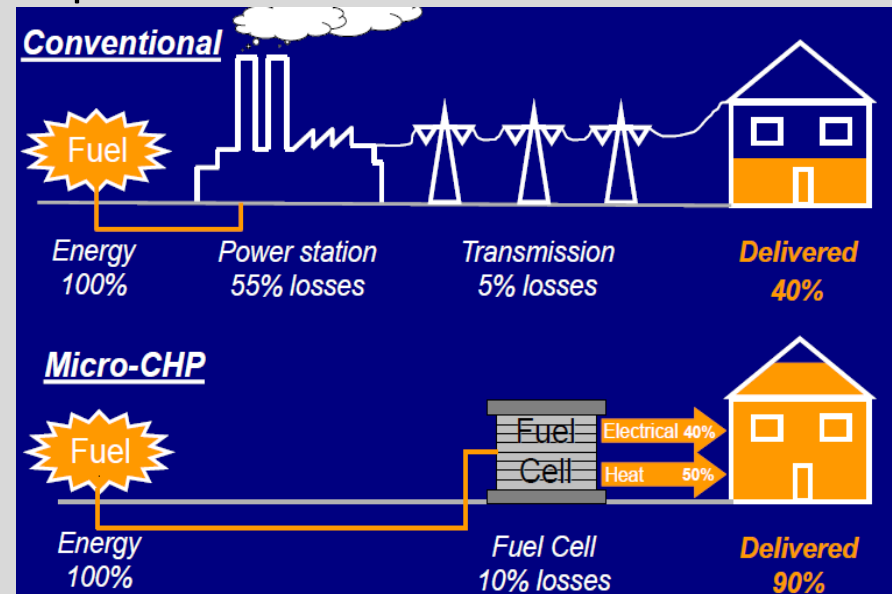 Conventional
Fuel
Energy
100%
Power station
55% losses
Transmission
5% losses
Delivered
40%
Micro-CHP
Fuel
Fuel
Cell
Electrical 40%
Heat 50%
Energy
100%
Fuel Cell
10% losses
Delivered
90%